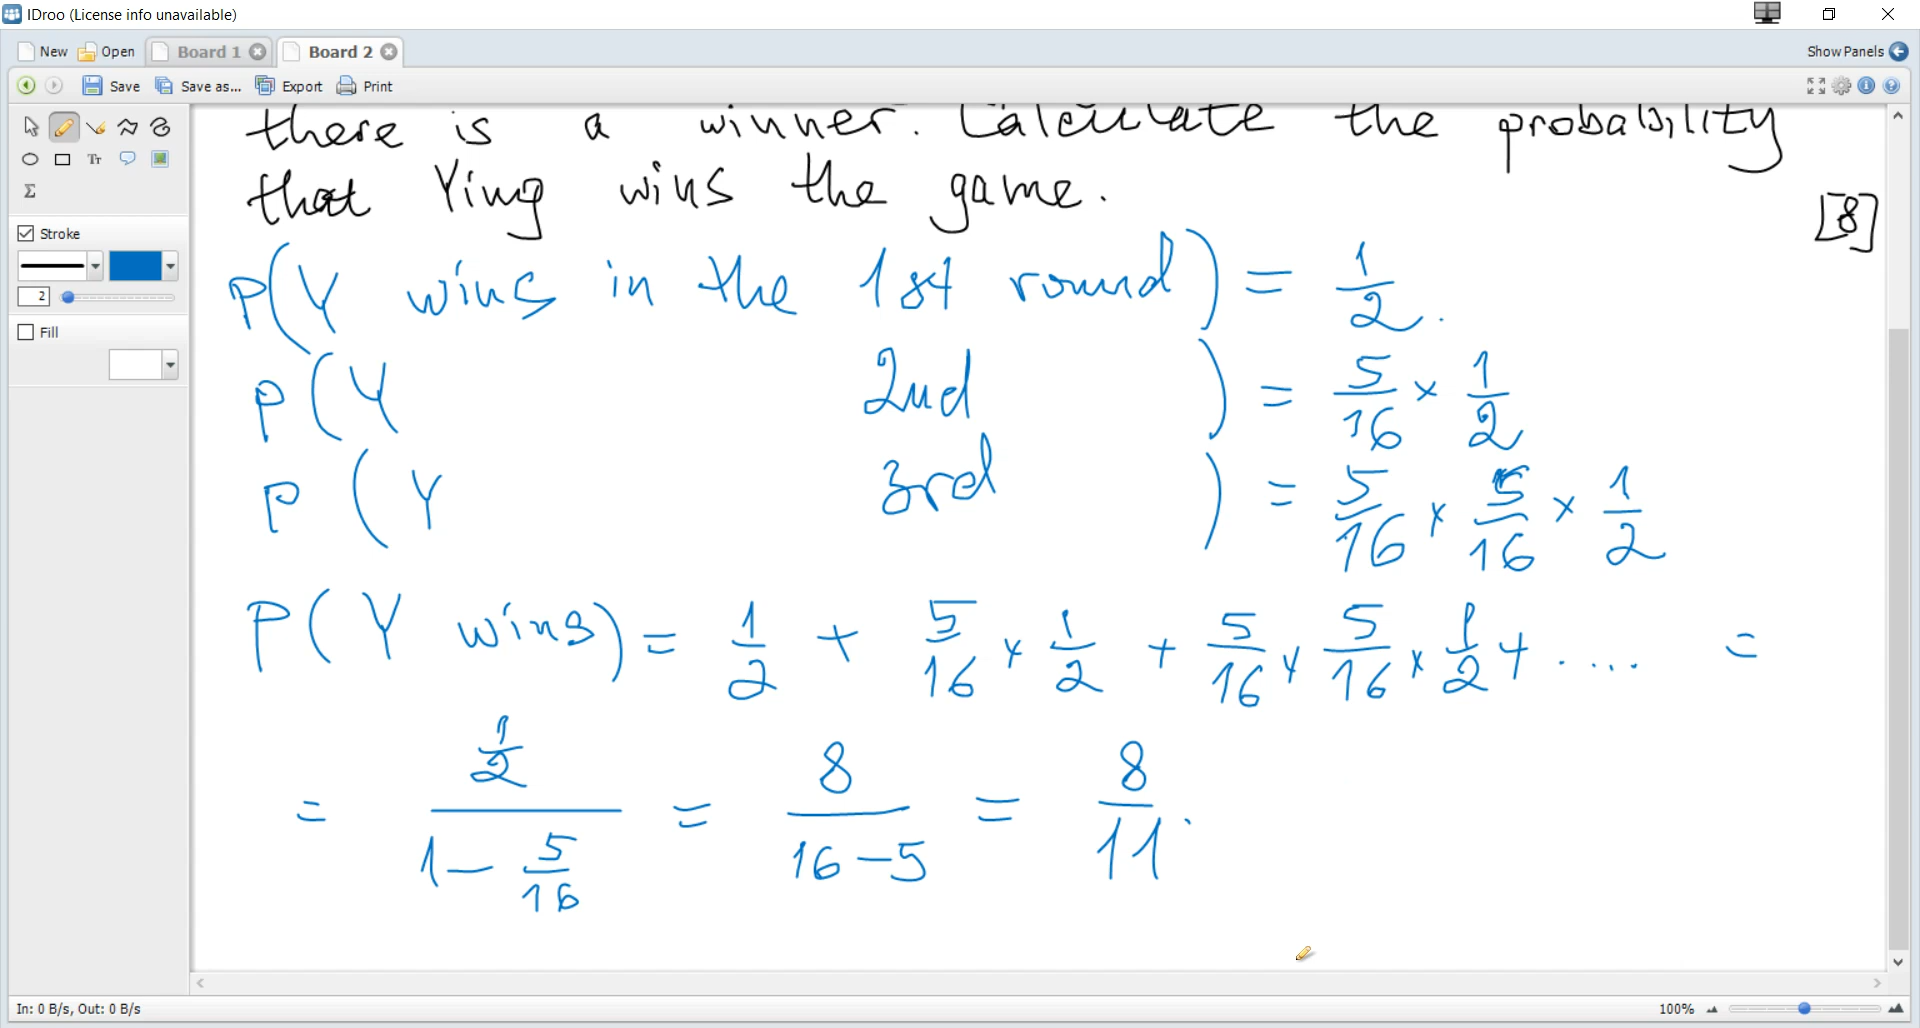 IDroo (License info unavailable)
New Open Board 1 Board 2 Show Panels
Save Save as... Export Print
there is a winner. Calculate the probability
that Ying wins the game.
[8]
Tr
Σ
Stroke
2
Fill
P(Y wins in the 1st round) = 1/2.
P(Y 2nd ) = 5/16 × 1/2
P(Y 3rd ) = 5/16 × 5/16 × 1/2
P(Y wins) = 1/2 + 5/16 × 1/2 + 5/16 × 5/16 × 1/2 + ..... =
= (1/2)/(1 - 5/16) = 8/(16-5) = 8/11.
In: 0 B/s, Out: 0 B/s 100%